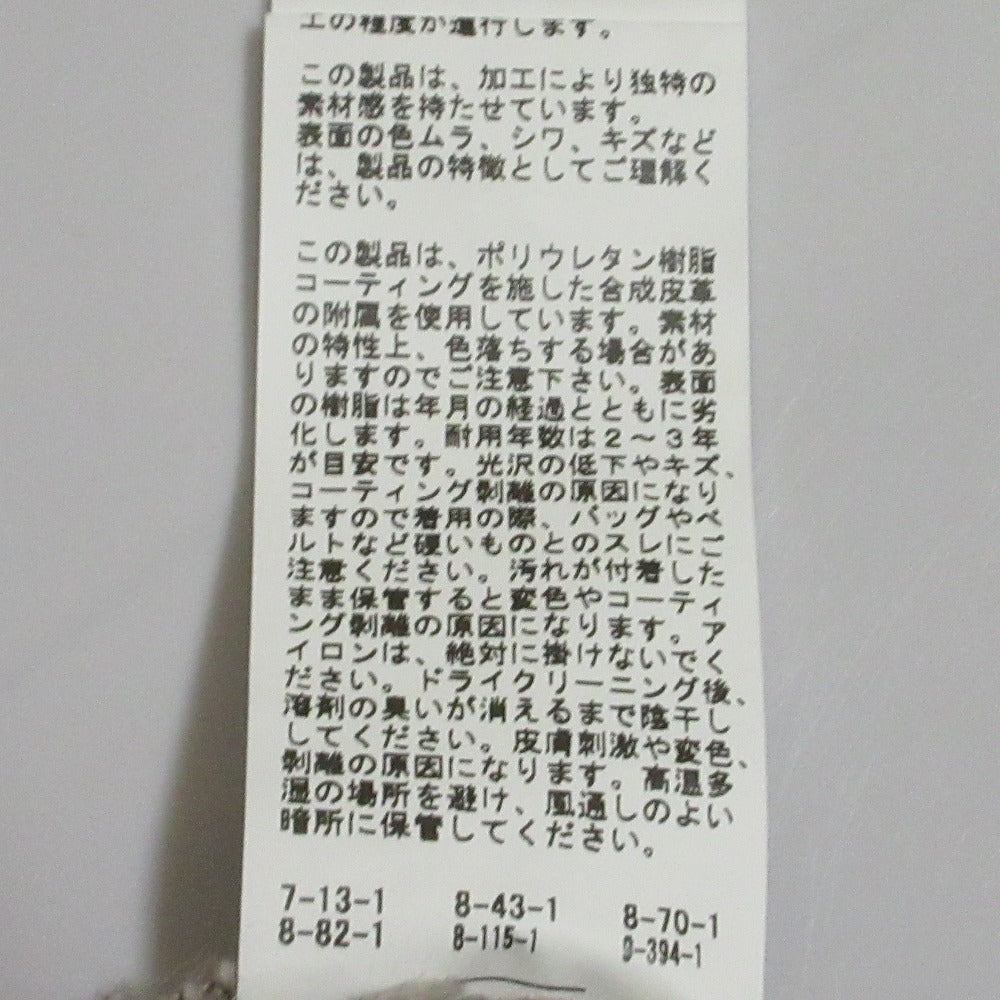 工の程度が進行します。
この製品は、加工により独特の
素材感を持たせています。
表面の色ムラ、シワ、キズなど
は、製品の特徴としてご理解く
ださい。
この製品は、ポリウレタン樹脂
コーティングを施した合成皮革
の附属を使用しています。素材
の特性上、色落ちする場合があ
りますのでご注意下さい。表面
の樹脂は年月の経過とともに劣
化します。耐用年数は2～3年
が目安です。光沢の低下やキズ、
コーティング剥離の原因になり
ますので着用の際、バッグやベ
ルトなど硬いものとのスレにご
注意ください。汚れが付着した
まま保管すると変色やコーティ
ング剥離の原因になります。ア
イロンは、絶対に掛けないでく
ださい。ドライクリーニング後、
溶剤の臭いが消えるまで陰干し
してください。皮膚刺激や変色、
剥離の原因になります。高温多
湿の場所を避け、風通しのよい
暗所に保管してください。
7-13-1 8-43-1 8-70-1
8-82-1 8-115-1 9-394-1